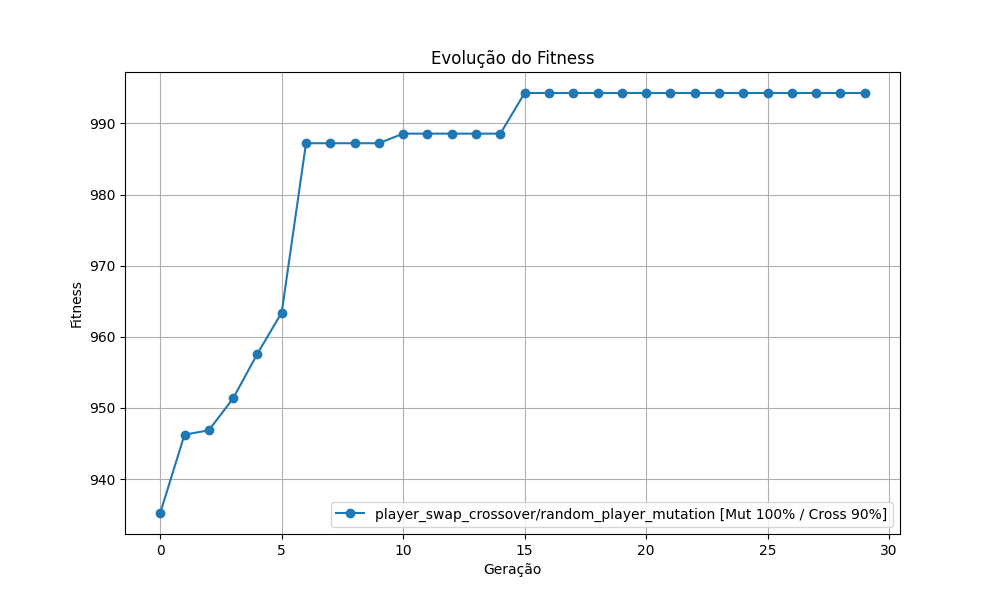 Evolução do Fitness
Fitness
990
980
970
960
950
940
player_swap_crossover/random_player_mutation [Mut 100% / Cross 90%]
0 5 10 15 20 25 30
Geração